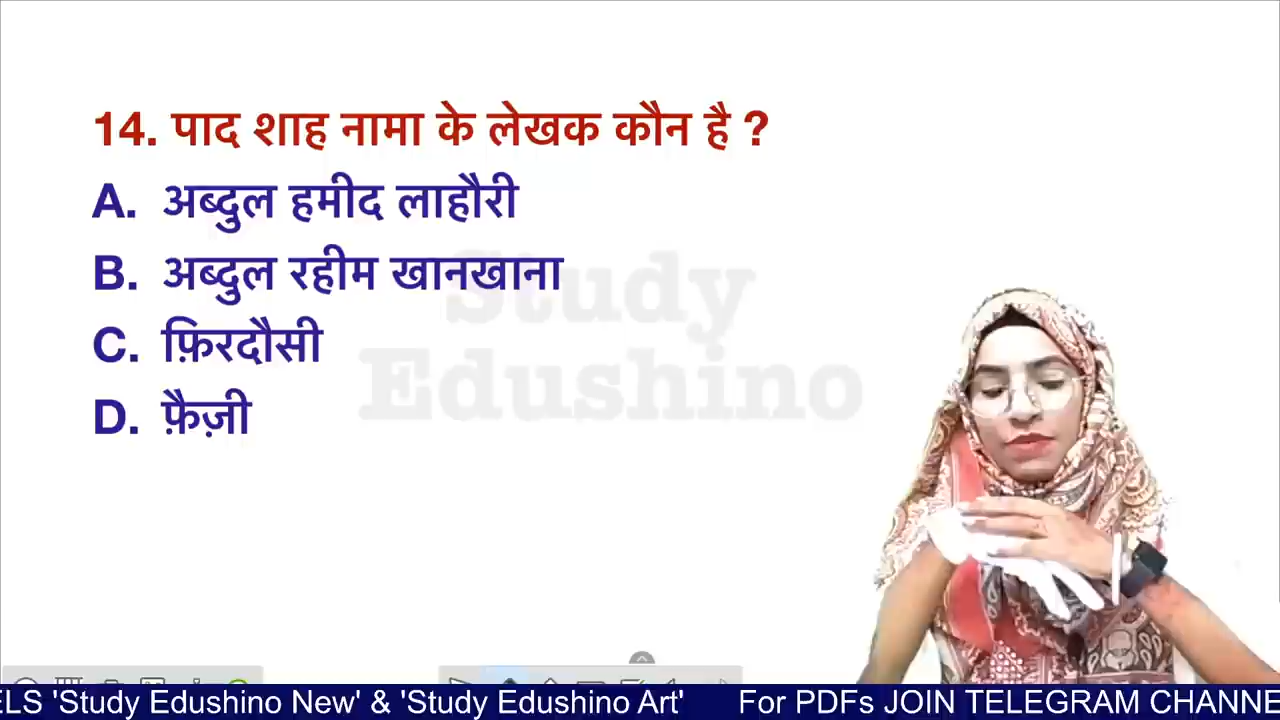 14. पाद शाह नामा के लेखक कौन है ?
A. अब्दुल हमीद लाहौरी
B. अब्दुल रहीम खानखाना
C. फ़िरदौसी
D. फ़ैज़ी
Study
Edushino
ELS 'Study Edushino New' & 'Study Edushino Art' For PDFs JOIN TELEGRAM CHANNE